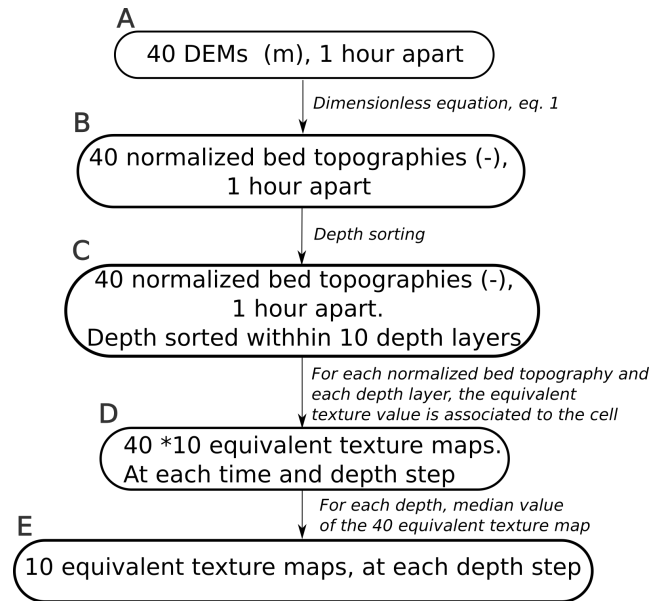 A
40 DEMs (m), 1 hour apart
Dimensionless equation, eq. 1
B
40 normalized bed topographies (-),
1 hour apart
Depth sorting
C
40 normalized bed topographies (-),
1 hour apart.
Depth sorted withhin 10 depth layers
For each normalized bed topography and
each depth layer, the equivalent
texture value is associated to the cell
D
40 *10 equivalent texture maps.
At each time and depth step
For each depth, median value
of the 40 equivalent texture map
E
10 equivalent texture maps, at each depth step